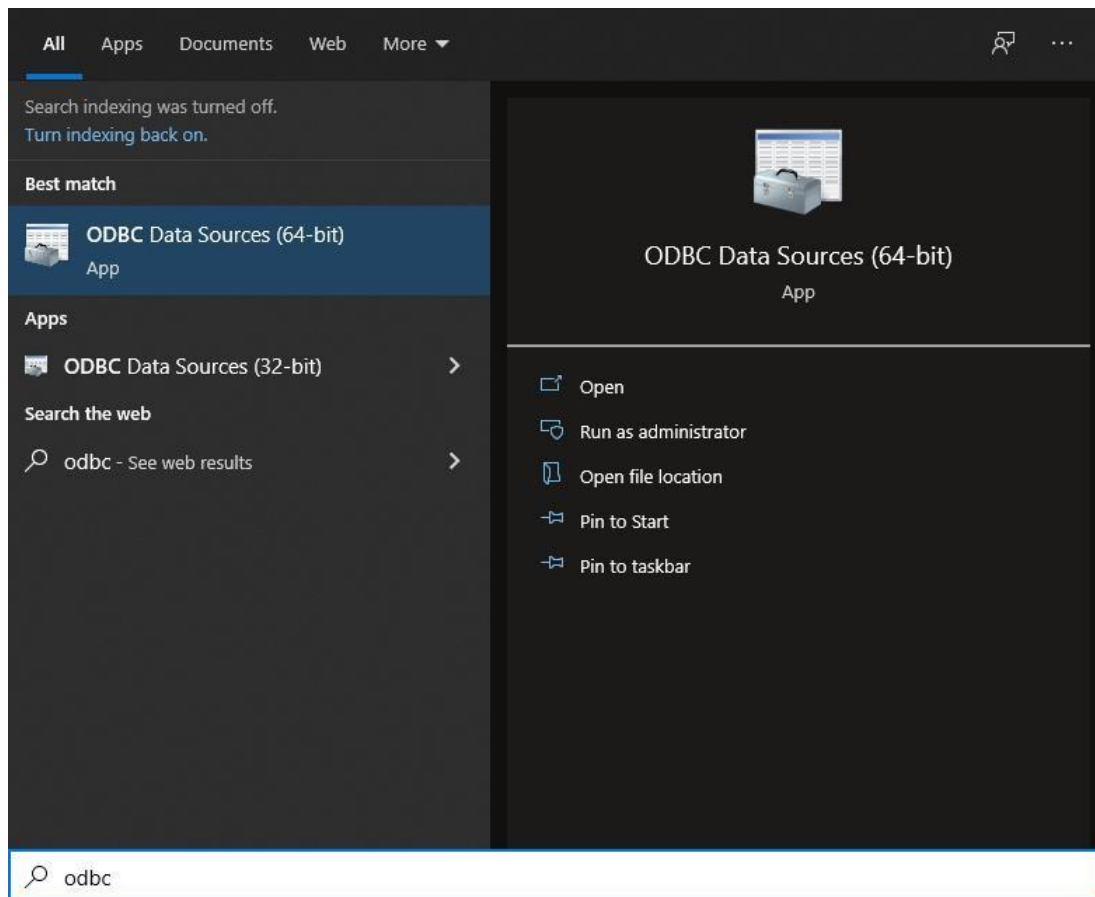 All Apps Documents Web More
Search indexing was turned off.
Turn indexing back on.
Best match
ODBC Data Sources (64-bit)
App
Apps
ODBC Data Sources (32-bit)
Search the web
odbc - See web results
ODBC Data Sources (64-bit)
App
Open
Run as administrator
Open file location
Pin to Start
Pin to taskbar
odbc